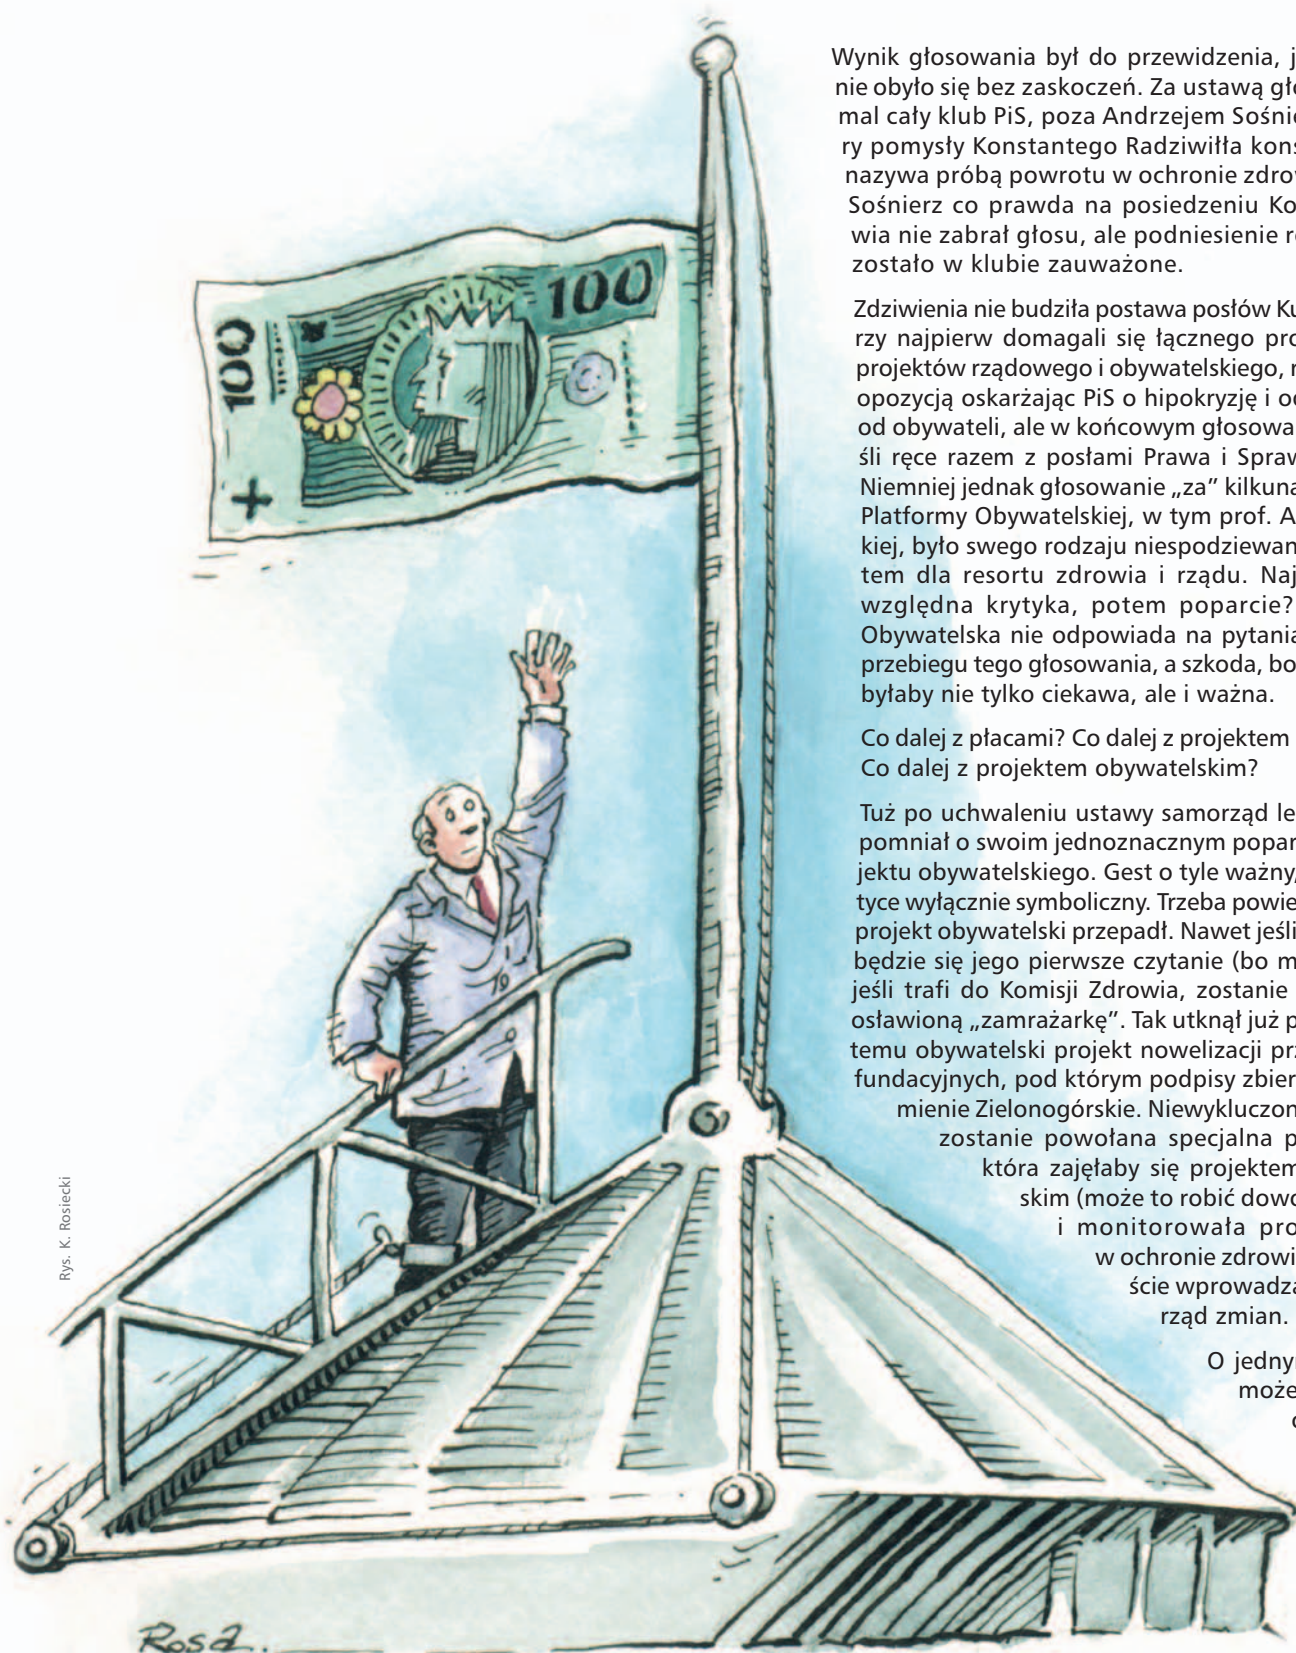 Wynik głosowania był do przewidzenia, j
nie obyło się bez zaskoczeń. Za ustawą gło
mal cały klub PiS, poza Andrzejem Sośnie
ry pomysły Konstantego Radziwiłła kons
nazywa próbą powrotu w ochronie zdrow
Sośnierz co prawda na posiedzeniu Ko
wia nie zabrał głosu, ale podniesienie rę
zostało w klubie zauważone.
Zdziwienia nie budziła postawa posłów Ku
rzy najpierw domagali się łącznego pro
projektów rządowego i obywatelskiego, r
opozycją oskarżając PiS o hipokryzję i oc
od obywateli, ale w końcowym głosowa
śli ręce razem z posłami Prawa i Spraw
Niemniej jednak głosowanie „za” kilkuna
Platformy Obywatelskiej, w tym prof. A
kiej, było swego rodzaju niespodziewan
tem dla resortu zdrowia i rządu. Naj
względna krytyka, potem poparcie?
Obywatelska nie odpowiada na pytania
przebiegu tego głosowania, a szkoda, bo
byłaby nie tylko ciekawa, ale i ważna.
Co dalej z płacami? Co dalej z projektem
Co dalej z projektem obywatelskim?
Tuż po uchwaleniu ustawy samorząd le
pomniał o swoim jednoznacznym popar
jektu obywatelskiego. Gest o tyle ważny,
tyce wyłącznie symboliczny. Trzeba powie
projekt obywatelski przepadł. Nawet jeśli
będzie się jego pierwsze czytanie (bo m
jeśli trafi do Komisji Zdrowia, zostanie
osławioną „zamrażarkę”. Tak utknął już p
temu obywatelski projekt nowelizacji prz
fundacyjnych, pod którym podpisy zbier
mienie Zielonogórskie. Niewykluczon
zostanie powołana specjalna p
która zajęłaby się projektem
skim (może to robić dowo
i monitorowała pro
w ochronie zdrowi
ście wprowadza
rząd zmian.
O jednym
może
100
100
+
Rys. K. Rosiecki
Rosa.